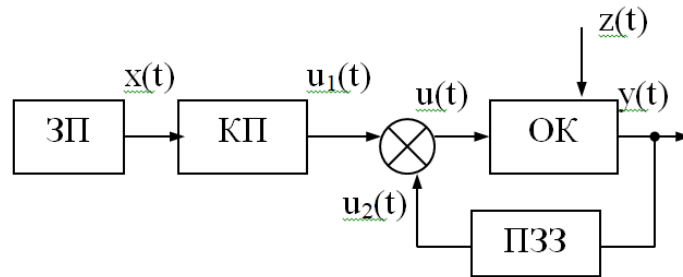 z(t)
x(t)
u₁(t)
u(t)
y(t)
ЗП
КП
ОК
u₂(t)
ПЗЗ